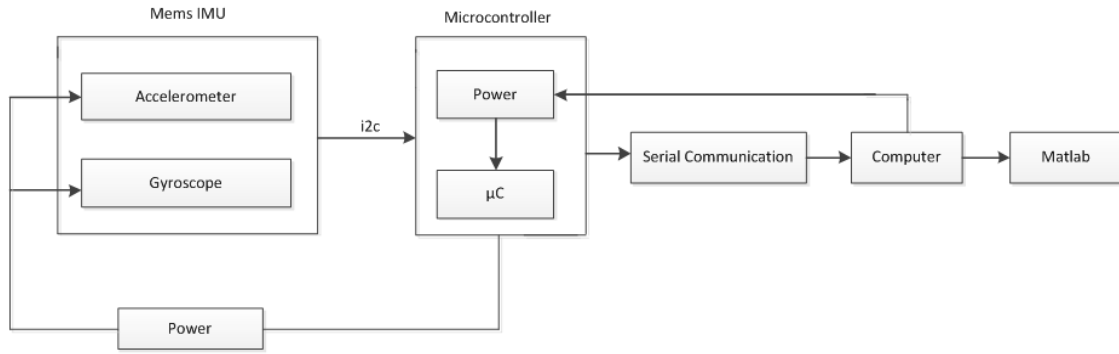 Mems IMU
Microcontroller
Accelerometer
Power
i2c
Serial Communication
Computer
Matlab
Gyroscope
µC
Power